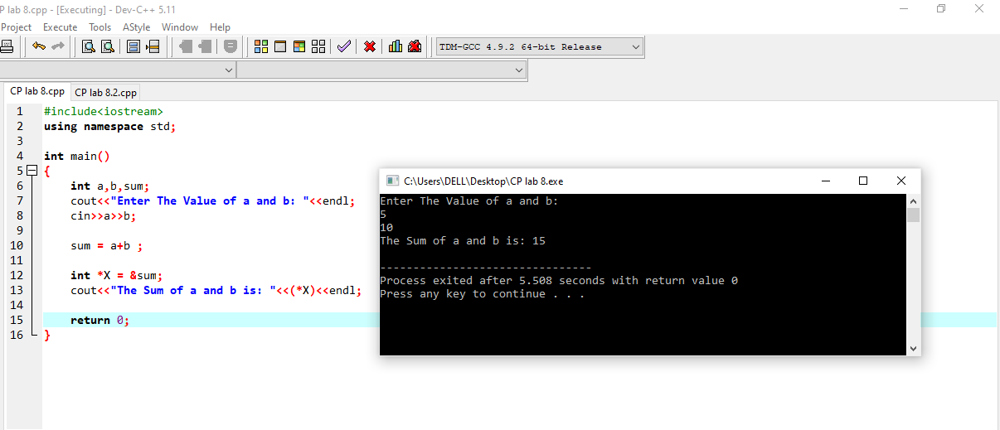 P lab 8.cpp - [Executing] - Dev-C++ 5.11
Project Execute Tools AStyle Window Help
TDM-GCC 4.9.2 64-bit Release
CP lab 8.cpp CP lab 8.2.cpp
1 #include<iostream>
2 using namespace std;
3
4 int main()
5 {
6 int a,b,sum;
7 cout<<"Enter The Value of a and b: "<<endl;
8 cin>>a>>b;
9
10 sum = a+b ;
11
12 int *X = &sum;
13 cout<<"The Sum of a and b is: "<<(*X)<<endl;
14
15 return 0;
16 }
C:\Users\DELL\Desktop\CP lab 8.exe
Enter The Value of a and b:
5
10
The Sum of a and b is: 15
--------------------------------
Process exited after 5.508 seconds with return value 0
Press any key to continue . . .